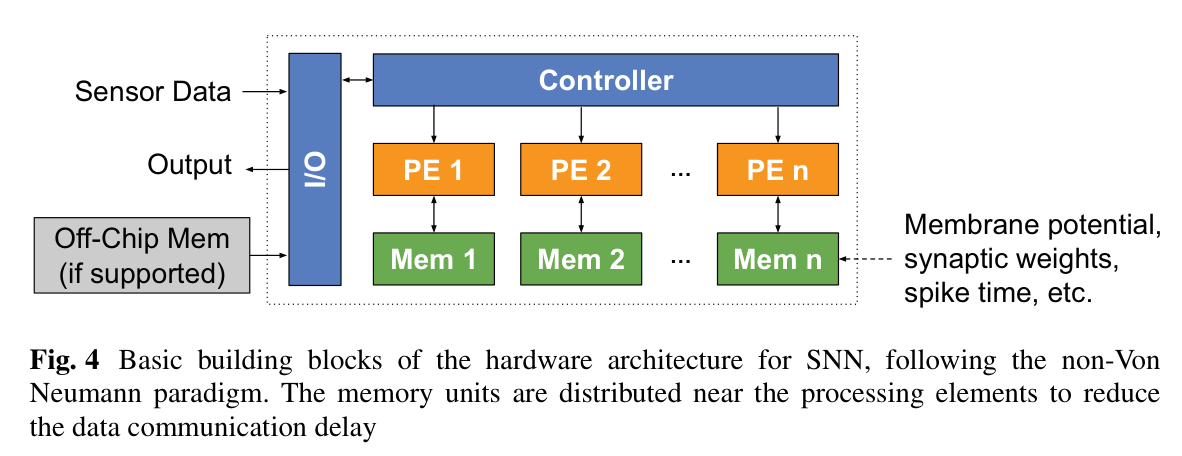 Sensor Data
Output
Off-Chip Mem
(if supported)
I/O
Controller
PE 1 PE 2 ... PE n
Mem 1 Mem 2 ... Mem n
Membrane potential,
synaptic weights,
spike time, etc.
Fig. 4 Basic building blocks of the hardware architecture for SNN, following the non-Von
Neumann paradigm. The memory units are distributed near the processing elements to reduce
the data communication delay